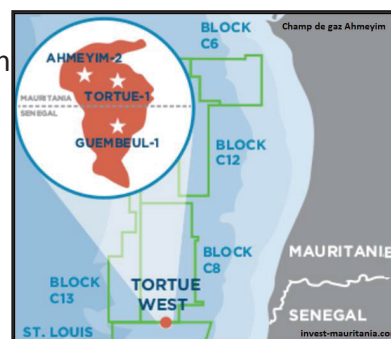 n
BLOCK
C6
Champ de gaz Ahmeyim
AHMEYIM-2
TORTUE-1
MAURITANIA
SENEGAL
GUEMBEUL-1
BLOCK
C12
BLOCK
C8
MAURITANIE
BLOCK
C13
TORTUE
WEST
SENEGAL
ST. LOUIS
invest-mauritania.co